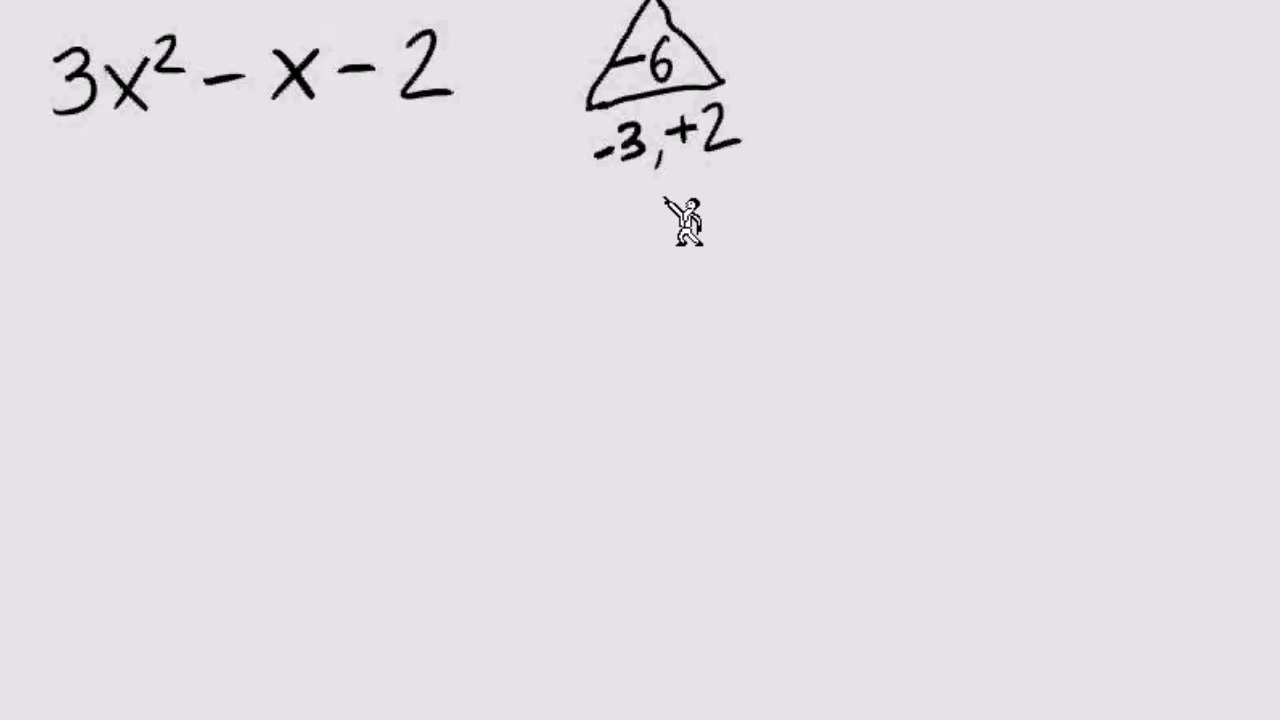 3x² - x - 2
-6
-3, +2